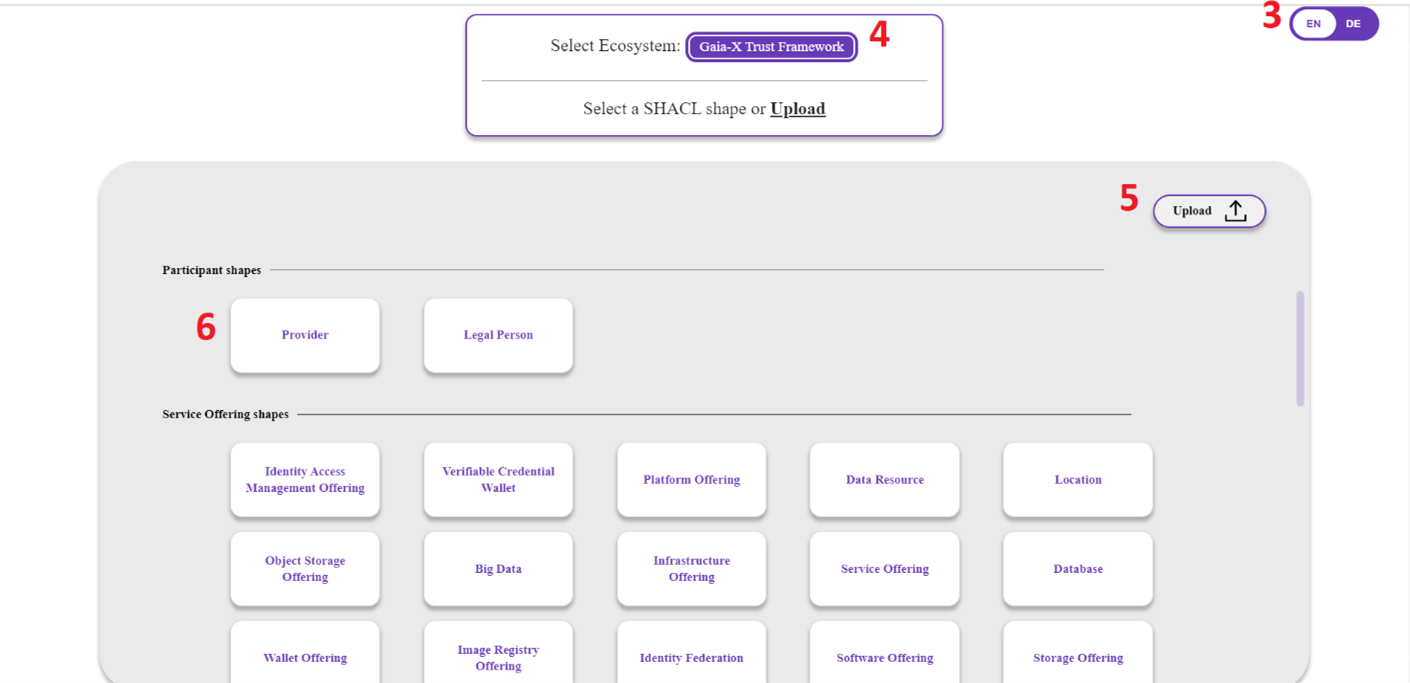 3
EN DE
Select Ecosystem: Gaia-X Trust Framework 4
Select a SHACL shape or Upload
5
Upload
Participant shapes
6
Provider
Legal Person
Service Offering shapes
Identity Access
Management Offering
Verifiable Credential
Wallet
Platform Offering
Data Resource
Location
Object Storage
Offering
Big Data
Infrastructure
Offering
Service Offering
Database
Wallet Offering
Image Registry
Offering
Identity Federation
Software Offering
Storage Offering